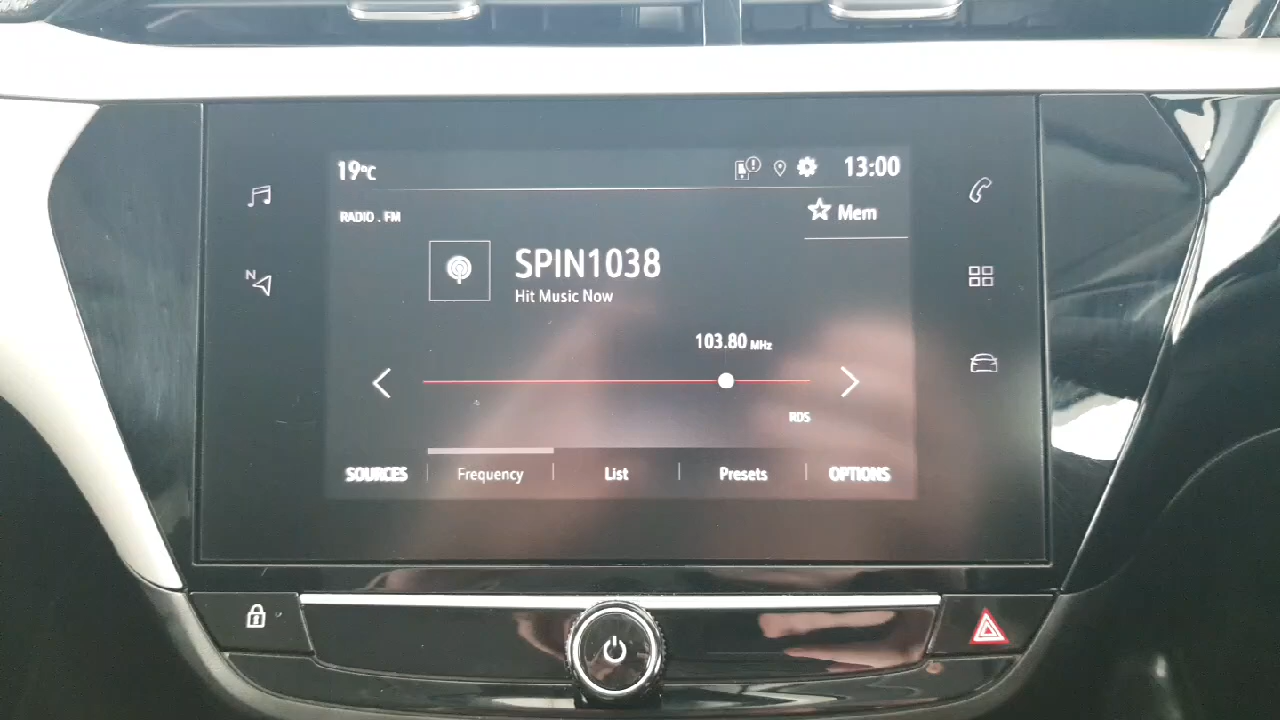 19°C
13:00
RADIO . FM
Mem
SPIN1038
Hit Music Now
103.80 MHz
N
RDS
SOURCES
Frequency
List
Presets
OPTIONS